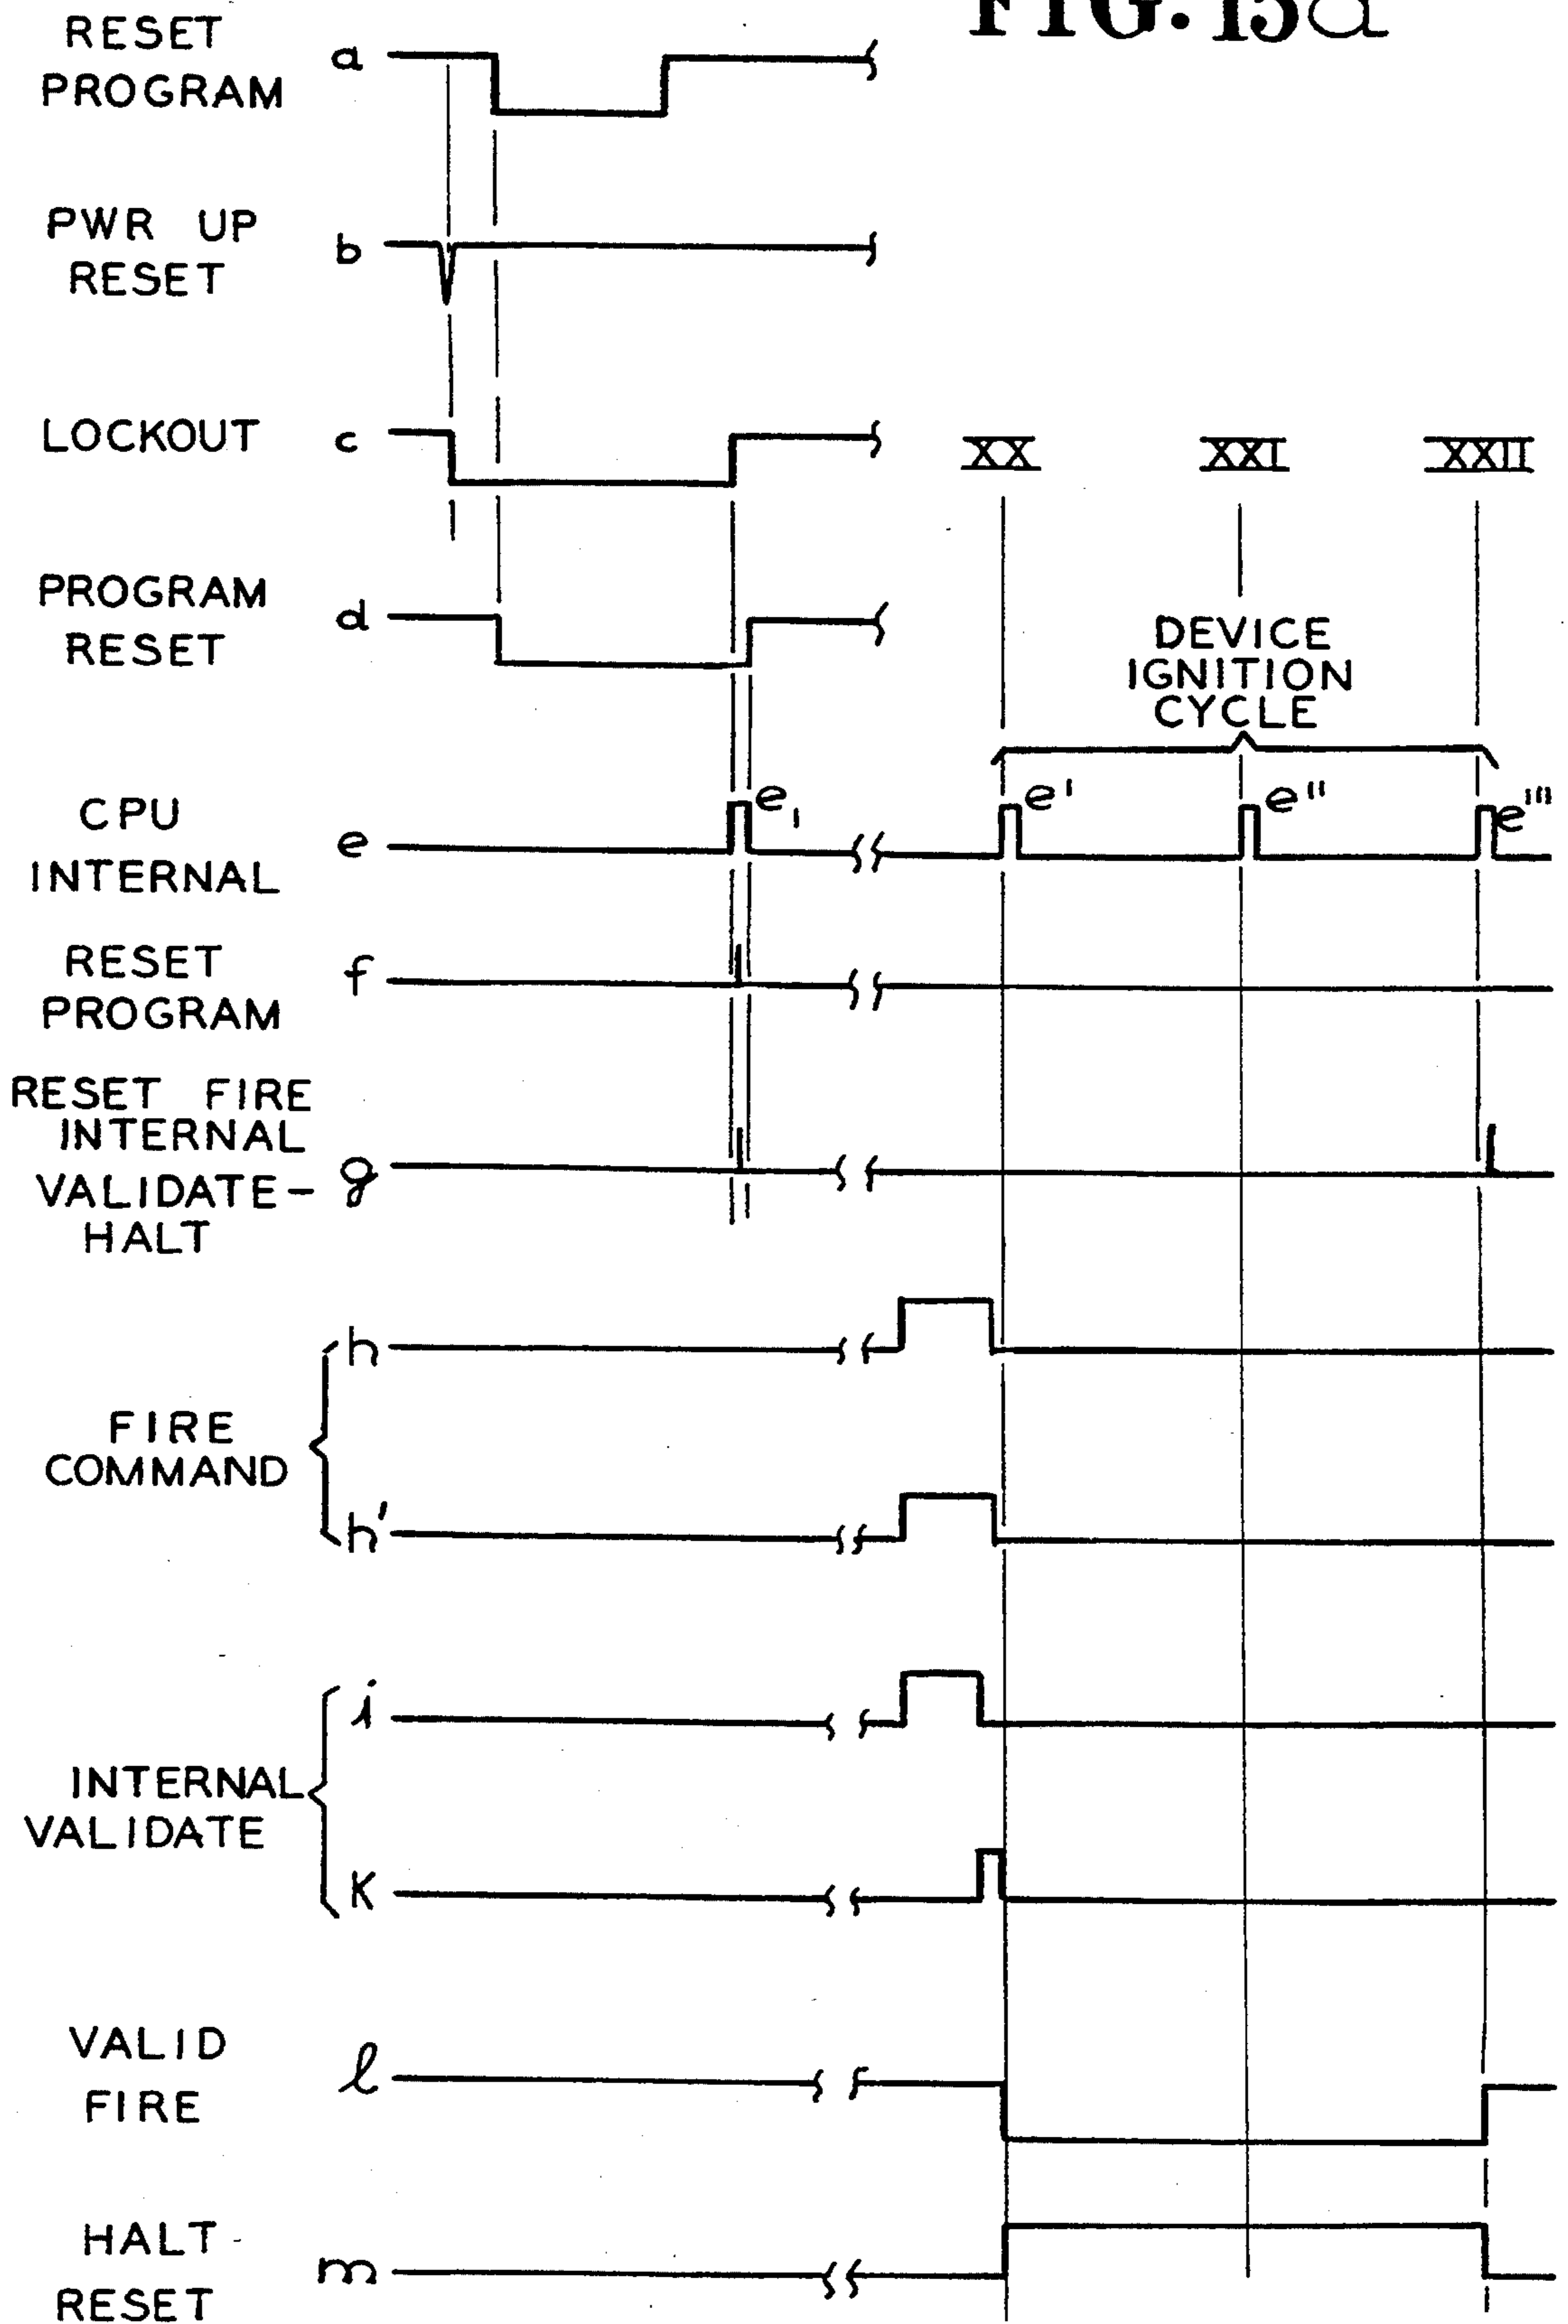 FIG. 15a
RESET
PROGRAM
a
PWR UP
RESET
b
LOCKOUT
c
XX
XXI
XXII
PROGRAM
RESET
d
DEVICE
IGNITION
CYCLE
CPU
INTERNAL
e
e1
e'
e"
e'''
RESET
PROGRAM
f
RESET FIRE
INTERNAL
VALIDATE-
HALT
g
h
FIRE
COMMAND
h'
i
INTERNAL
VALIDATE
K
VALID
FIRE
l
HALT
RESET
m